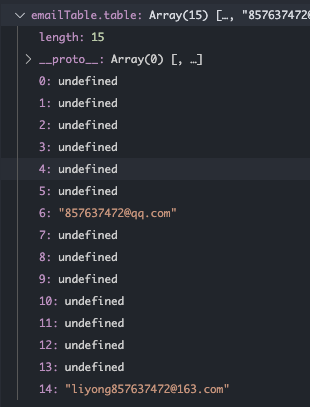 emailTable.table: Array(15) […, "857637472
length: 15
__proto__: Array(0) [, …]
0: undefined
1: undefined
2: undefined
3: undefined
4: undefined
5: undefined
6: "857637472@qq.com"
7: undefined
8: undefined
9: undefined
10: undefined
11: undefined
12: undefined
13: undefined
14: "liyong857637472@163.com"